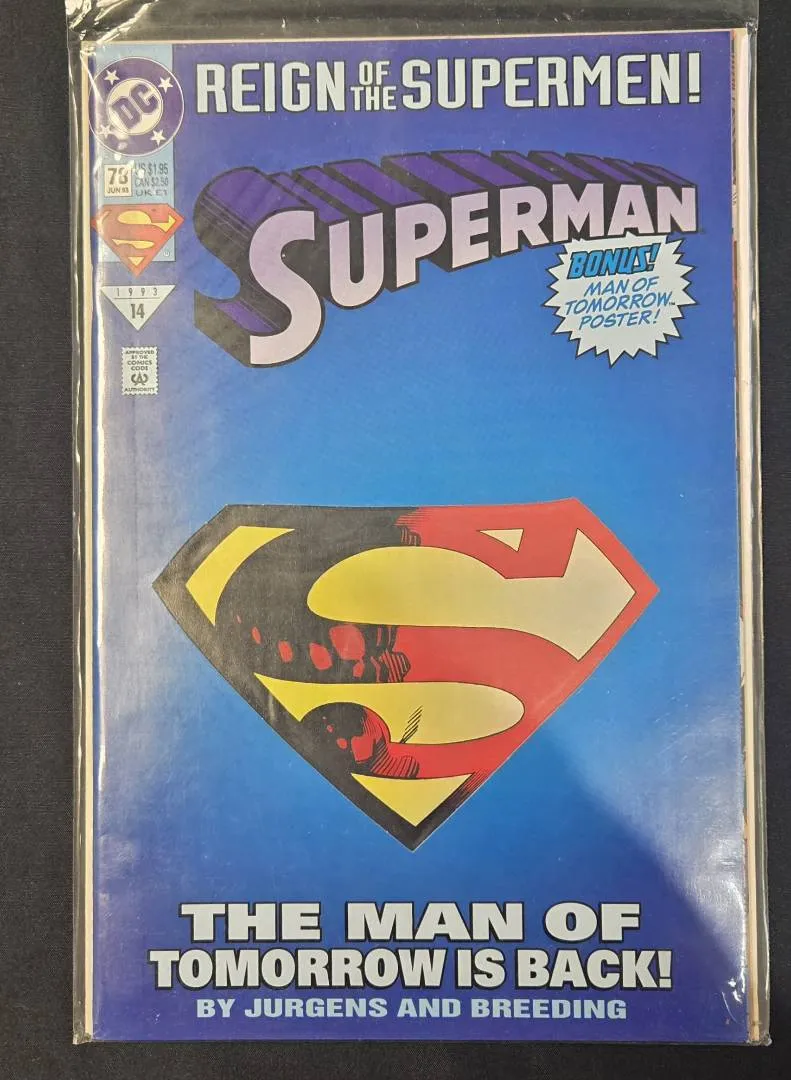 REIGN OF THE SUPERMEN!
DC
78 US $1.95
JUN 93 CAN $2.50
UK £1
SUPERMAN
BONUS!
MAN OF
TOMORROW™
POSTER!
S
1993
14
APPROVED
BY THE
COMICS
CODE
CA
AUTHORITY
S
THE MAN OF
TOMORROW IS BACK!
BY JURGENS AND BREEDING